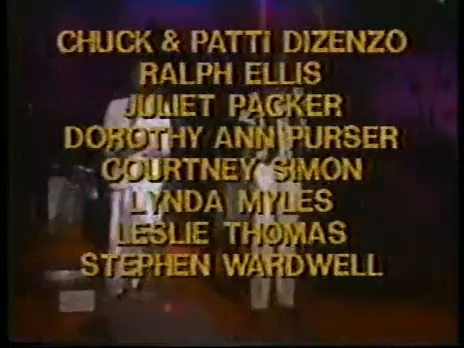 CHUCK & PATTI DIZENZO
RALPH ELLIS
JULIET PACKER
DOROTHY ANN PURSER
COURTNEY SIMON
LYNDA MYLES
LESLIE THOMAS
STEPHEN WARDWELL